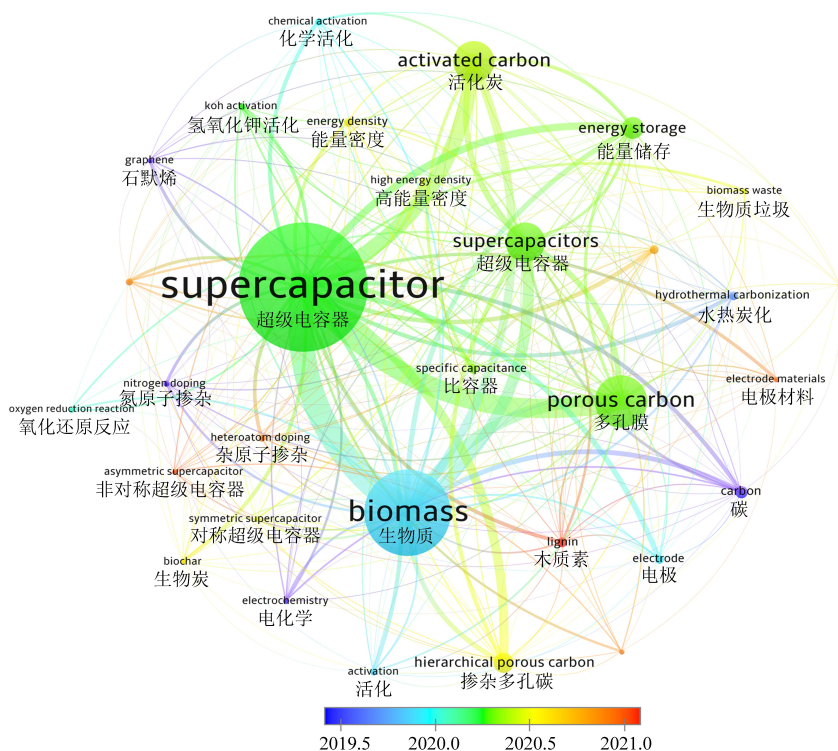 chemical activation
化学活化
activated carbon
活化炭
koh activation
氢氧化钾活化
energy density
能量密度
energy storage
能量储存
graphene
石默烯
high energy density
高能量密度
biomass waste
生物质垃圾
supercapacitors
超级电容器
supercapacitor
超级电容器
hydrothermal carbonization
水热炭化
specific capacitance
比容器
nitrogen doping
氮原子掺杂
electrode materials
电极材料
porous carbon
多孔膜
oxygen reduction reaction
氧化还原反应
heteroatom doping
杂原子掺杂
asymmetric supercapacitor
非对称超级电容器
carbon
碳
biomass
生物质
symmetric supercapacitor
对称超级电容器
lignin
木质素
biochar
生物炭
electrode
电极
electrochemistry
电化学
hierarchical porous carbon
掺杂多孔碳
activation
活化
2019.5 2020.0 2020.5 2021.0